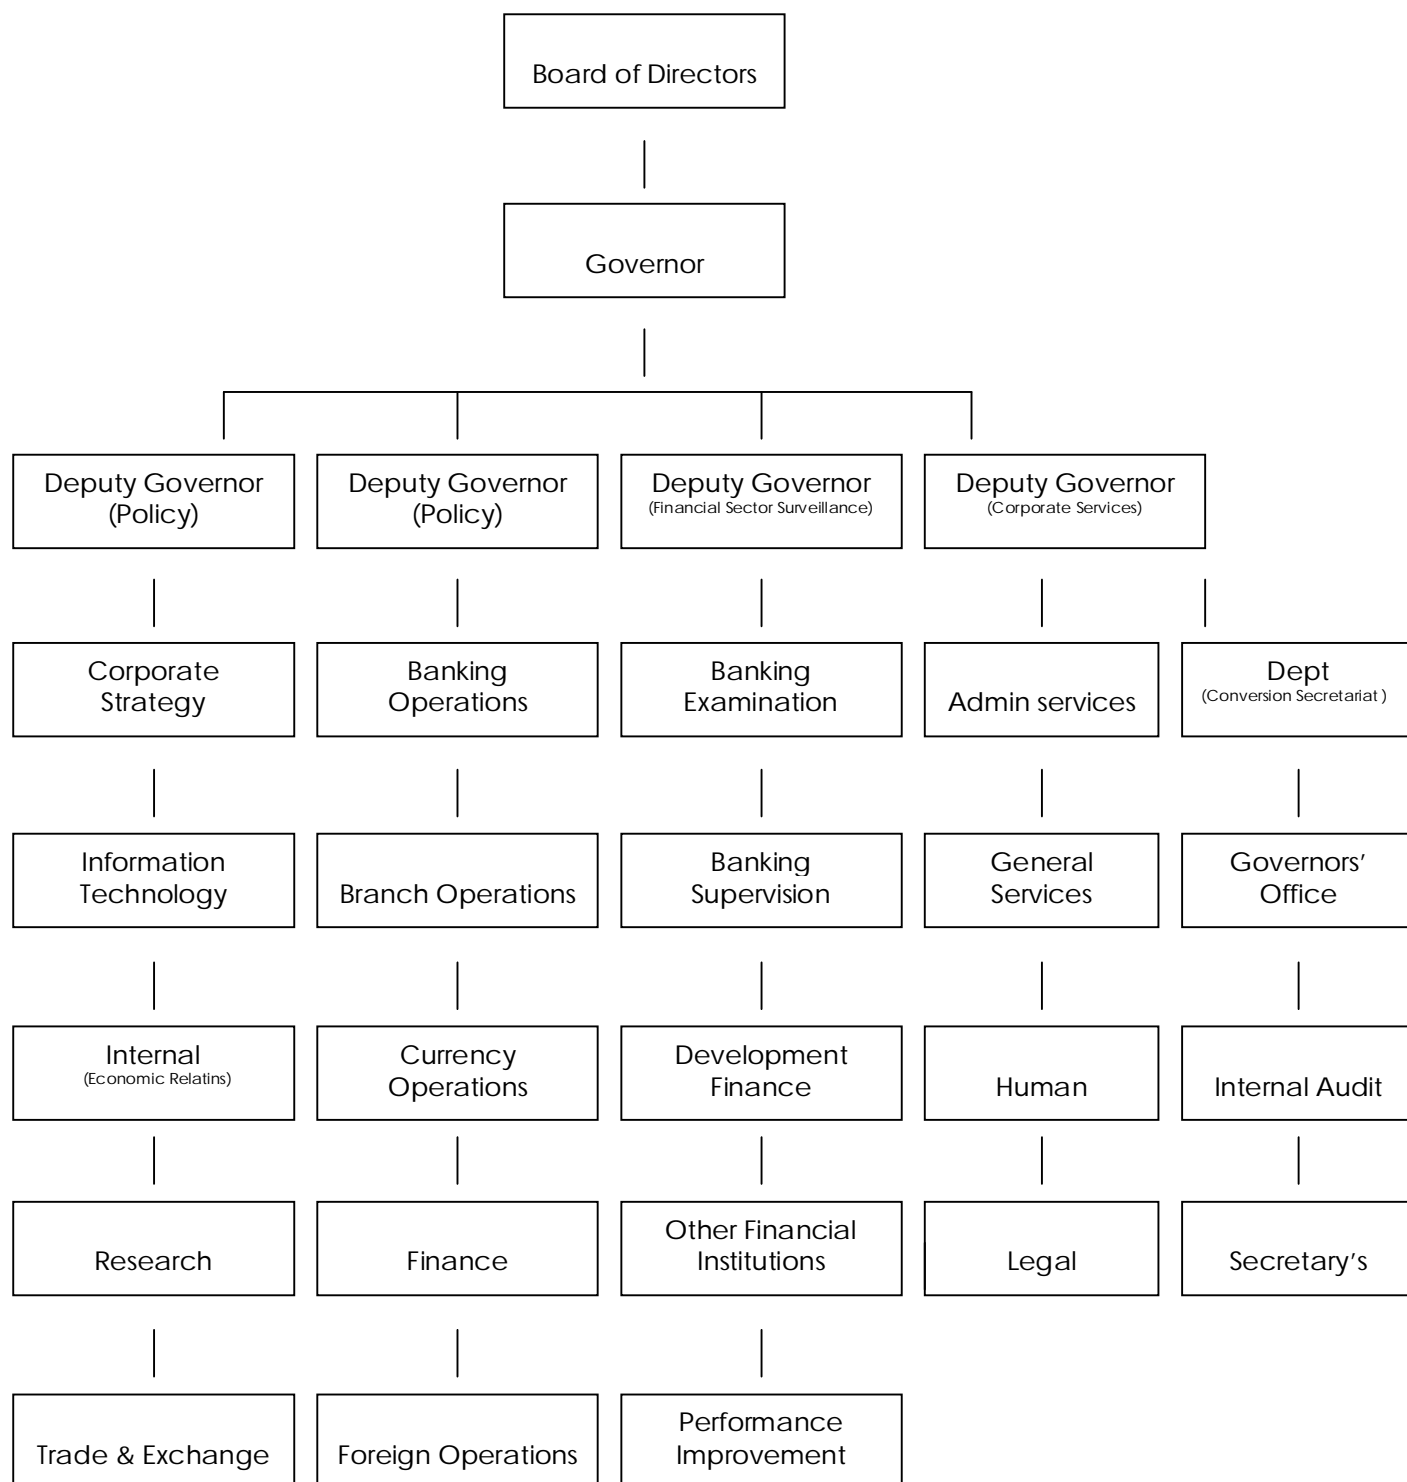 Board of Directors
Governor
Deputy Governor
(Policy)
Deputy Governor
(Policy)
Deputy Governor
(Financial Sector Surveillance)
Deputy Governor
(Corporate Services)
Corporate
Strategy
Banking
Operations
Banking
Examination
Admin services
Dept
(Conversion Secretariat )
Information
Technology
Branch Operations
Banking
Supervision
General
Services
Governors’
Office
Internal
(Economic Relatins)
Currency
Operations
Development
Finance
Human
Internal Audit
Research
Finance
Other Financial
Institutions
Legal
Secretary’s
Trade & Exchange
Foreign Operations
Performance
Improvement